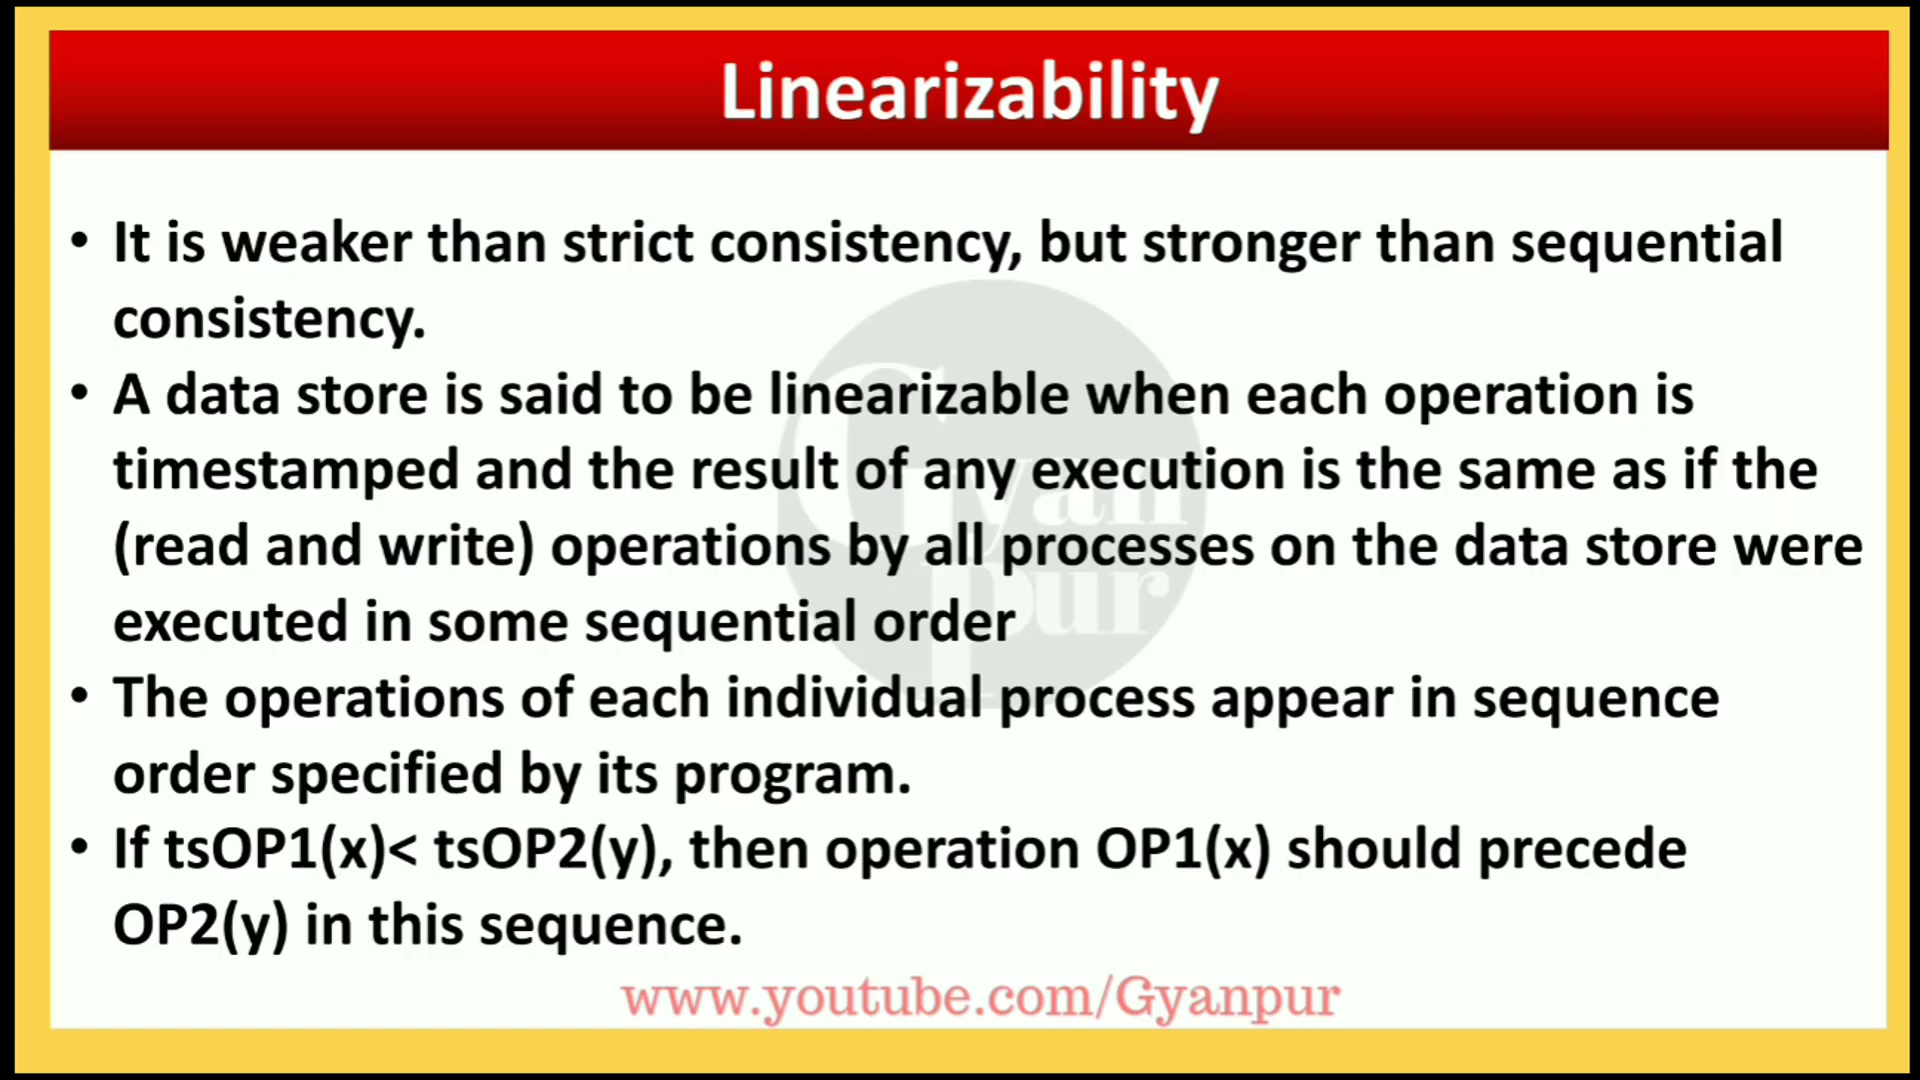 Linearizability
• It is weaker than strict consistency, but stronger than sequential
consistency.
• A data store is said to be linearizable when each operation is
timestamped and the result of any execution is the same as if the
(read and write) operations by all processes on the data store were
executed in some sequential order
• The operations of each individual process appear in sequence
order specified by its program.
• If tsOP1(x)< tsOP2(y), then operation OP1(x) should precede
OP2(y) in this sequence.
Gyan
pur
www.youtube.com/Gyanpur